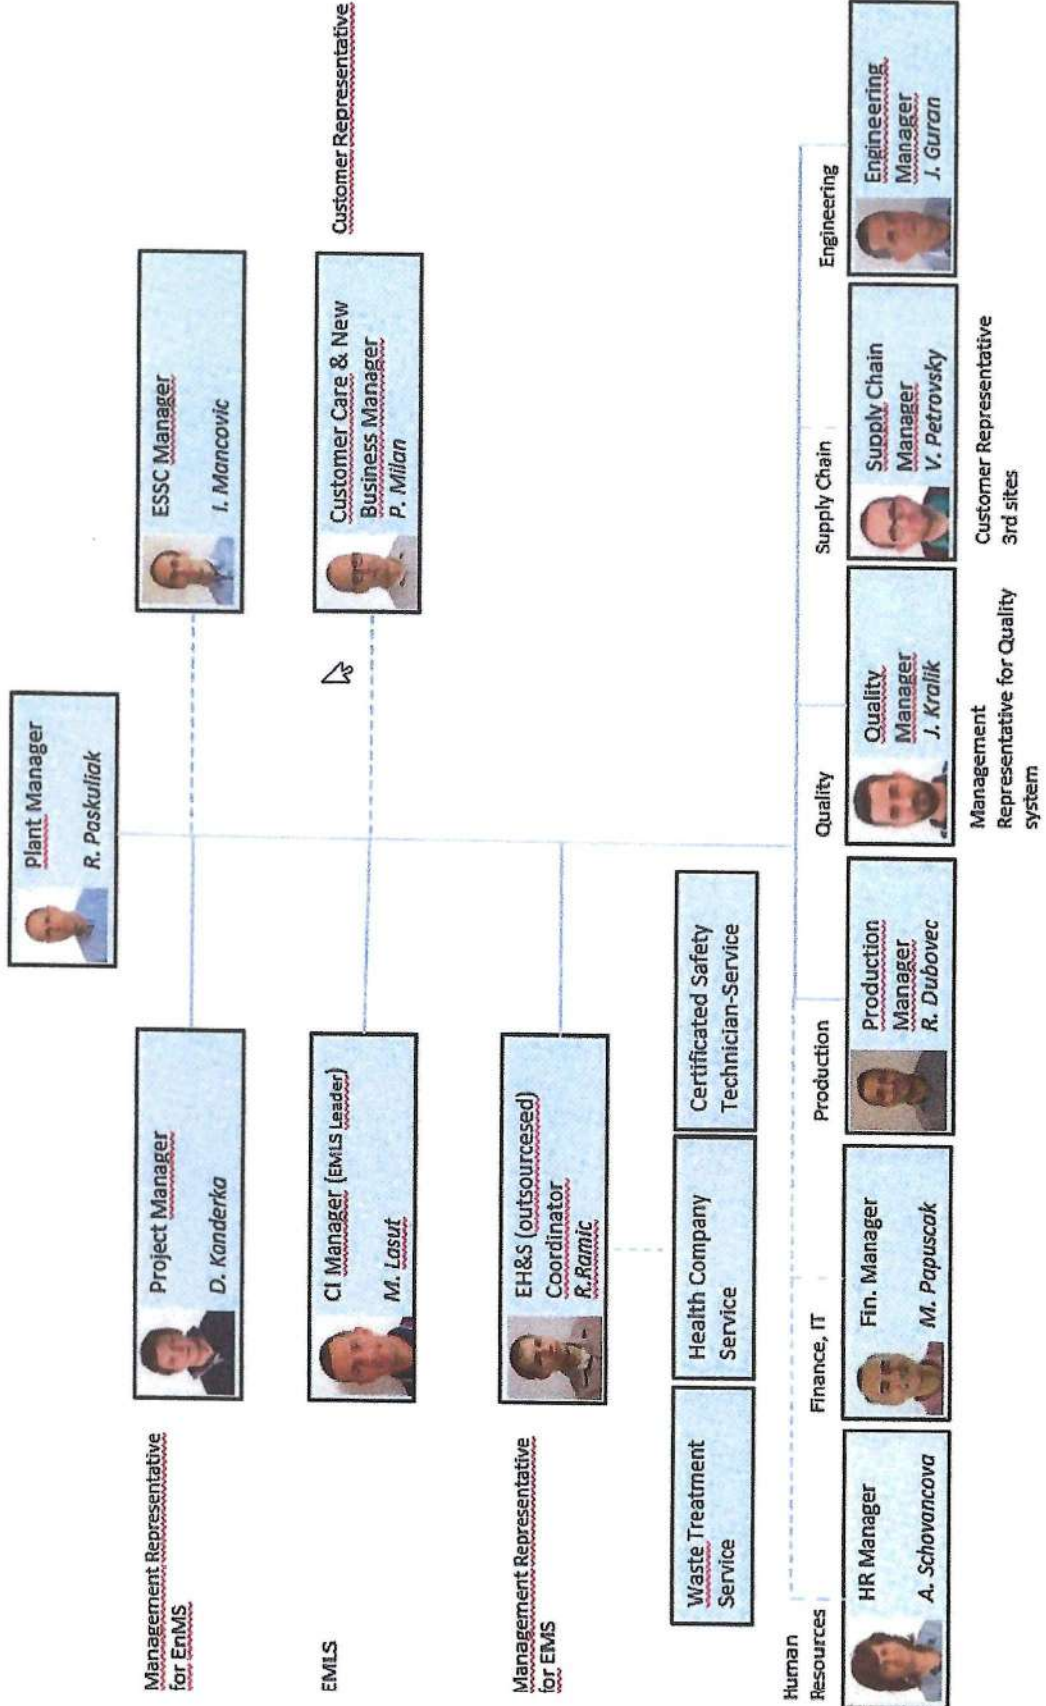 Plant Manager
R. Paskuliak
Management Representative
for EnMS
Project Manager
D. Kanderka
ESSC Manager
I. Mancovic
EMLS
CI Manager (EMLS Leader)
M. Lasut
Customer Care & New
Business Manager
P. Milan
Customer Representative
Management Representative
for EMS
EH&S (outsourcesed)
Coordinator
R.Ramic
Waste Treatment
Service
Health Company
Service
Certificated Safety
Technician-Service
Human
Resources
Finance, IT
Production
Quality
Supply Chain
Engineering
HR Manager
A. Schovancova
Fin. Manager
M. Papuscak
Production
Manager
R. Dubovec
Quality
Manager
J. Kralik
Supply Chain
Manager
V. Petrovsky
Engineering
Manager
J. Guran
Management
Representative for Quality
system
Customer Representative
3rd sites